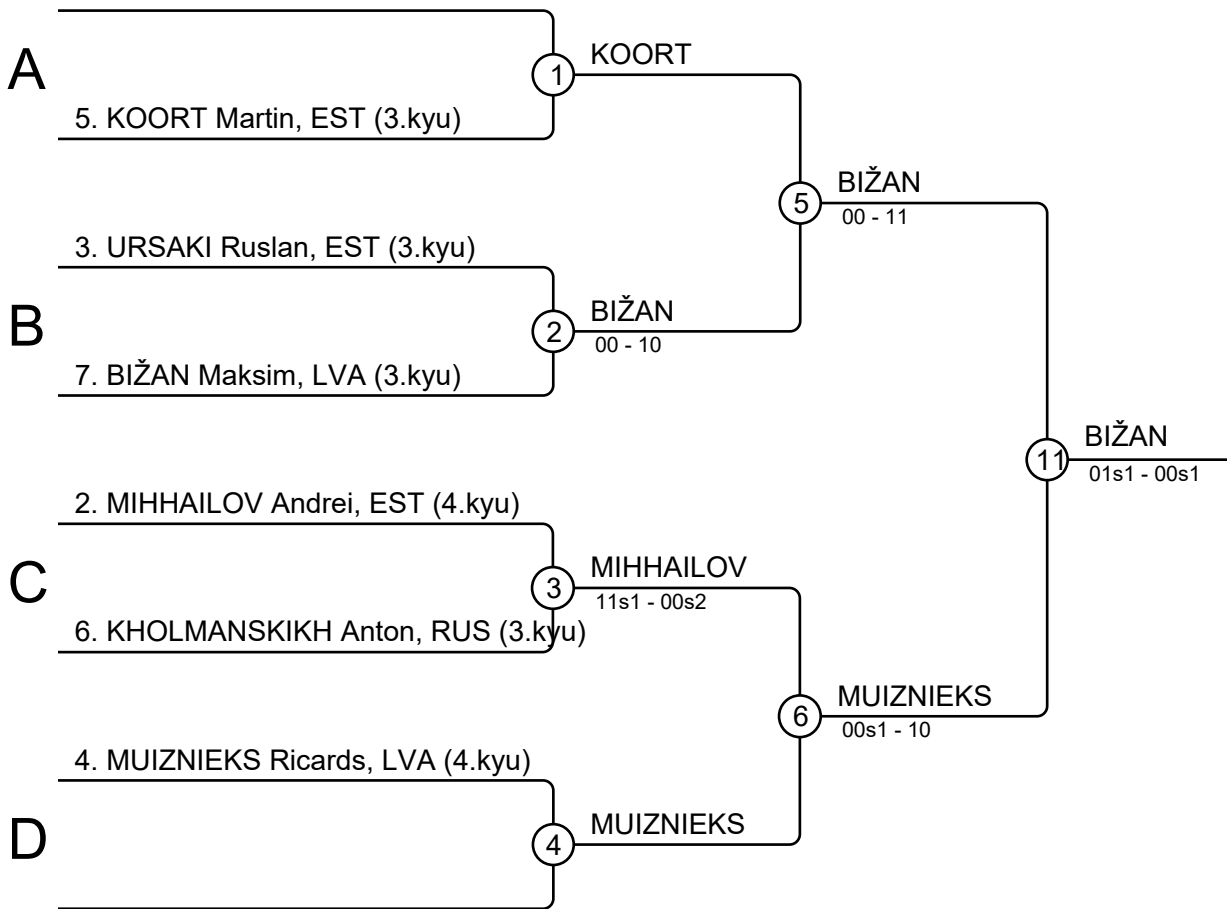 A
1
KOORT
5. KOORT Martin, EST (3.kyu)
5
BIŽAN
00 - 11
3. URSAKI Ruslan, EST (3.kyu)
B
2
BIŽAN
00 - 10
7. BIŽAN Maksim, LVA (3.kyu)
11
BIŽAN
01s1 - 00s1
2. MIHHAILOV Andrei, EST (4.kyu)
C
3
MIHHAILOV
11s1 - 00s2
6. KHOLMANSKIKH Anton, RUS (3.kyu)
6
MUIZNIEKS
00s1 - 10
4. MUIZNIEKS Ricards, LVA (4.kyu)
D
4
MUIZNIEKS